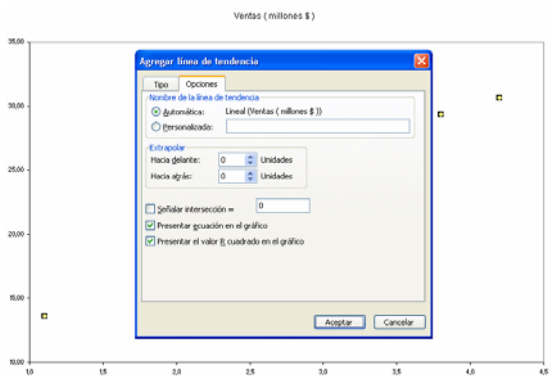 Ventas ( millones $ )
35,00
30,00
25,00
20,00
15,00
10,00
1,0 1,5 2,0 2,5 3,0 3,5 4,0 4,5
Agregar línea de tendencia
Tipo Opciones
Nombre de la línea de tendencia
Automática: Lineal (Ventas ( millones $ ))
Personalizada:
Extrapolar
Hacia delante: 0 Unidades
Hacia atrás: 0 Unidades
Señalar intersección = 0
Presentar ecuación en el gráfico
Presentar el valor R cuadrado en el gráfico
Aceptar Cancelar